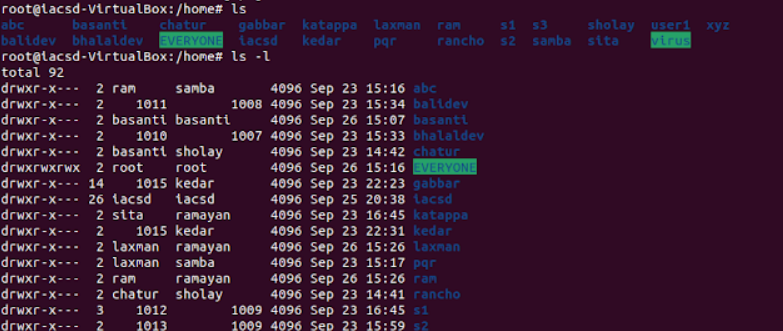 root@iacsd-VirtualBox:/home# ls
abc basanti chatur gabbar katappa laxman ram s1 s3 sholay user1 xyz
balidev bhalaldev EVERYONE iacsd kedar pqr rancho s2 samba sita virus
root@iacsd-VirtualBox:/home# ls -l
total 92
drwxr-x--- 2 ram samba 4096 Sep 23 15:16 abc
drwxr-x--- 2 1011 1008 4096 Sep 23 15:34 balidev
drwxr-x--- 2 basanti basanti 4096 Sep 26 15:07 basanti
drwxr-x--- 2 1010 1007 4096 Sep 23 15:33 bhalaldev
drwxr-x--- 2 basanti sholay 4096 Sep 23 14:42 chatur
drwxrwxrwx 2 root root 4096 Sep 26 15:16 EVERYONE
drwxr-x--- 14 1015 kedar 4096 Sep 23 22:23 gabbar
drwxr-x--- 26 iacsd iacsd 4096 Sep 25 20:38 iacsd
drwxr-x--- 2 sita ramayan 4096 Sep 23 16:45 katappa
drwxr-x--- 2 1015 kedar 4096 Sep 23 22:31 kedar
drwxr-x--- 2 laxman ramayan 4096 Sep 26 15:26 laxman
drwxr-x--- 2 laxman samba 4096 Sep 23 15:17 pqr
drwxr-x--- 2 ram ramayan 4096 Sep 26 15:26 ram
drwxr-x--- 2 chatur sholay 4096 Sep 23 14:41 rancho
drwxr-x--- 3 1012 1009 4096 Sep 23 16:45 s1
drwxr-x--- 2 1013 1009 4096 Sep 23 15:59 s2